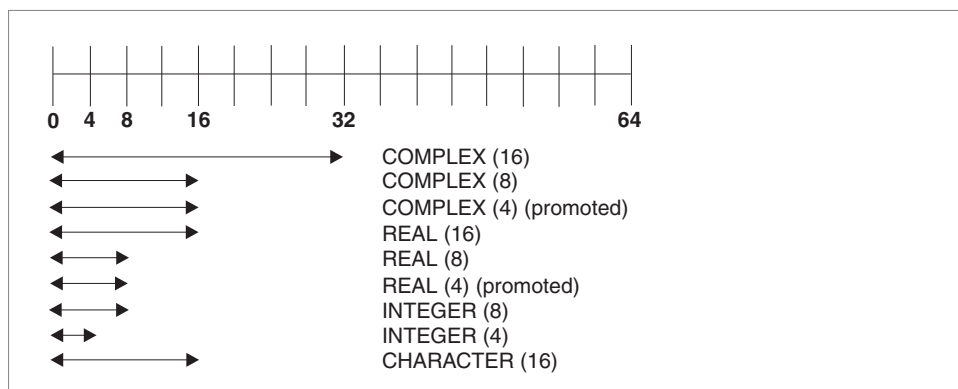 0 4 8 16 32 64
COMPLEX (16)
COMPLEX (8)
COMPLEX (4) (promoted)
REAL (16)
REAL (8)
REAL (4) (promoted)
INTEGER (8)
INTEGER (4)
CHARACTER (16)